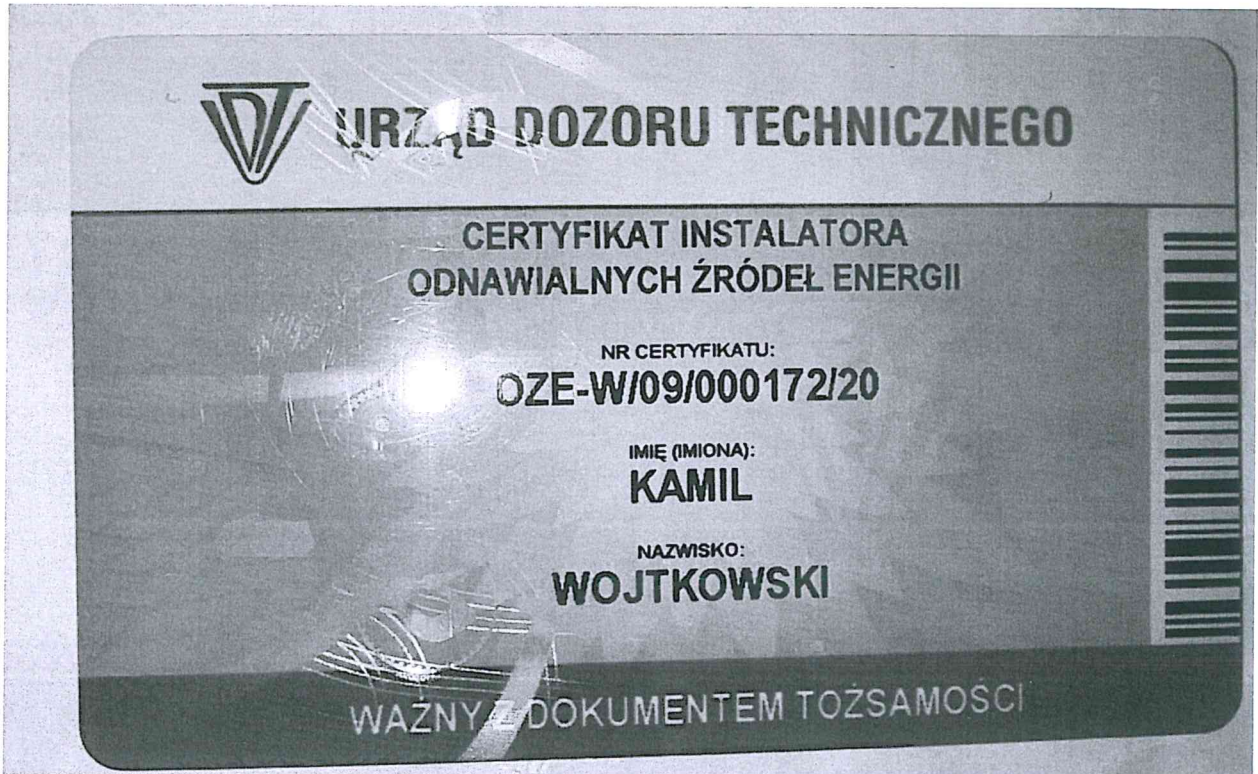 UDT URZĄD DOZORU TECHNICZNEGO
CERTYFIKAT INSTALATORA
ODNAWIALNYCH ŹRÓDEŁ ENERGII
NR CERTYFIKATU:
OZE-W/09/000172/20
IMIĘ (IMIONA):
KAMIL
NAZWISKO:
WOJTKOWSKI
WAŻNY Z DOKUMENTEM TOŻSAMOŚCI